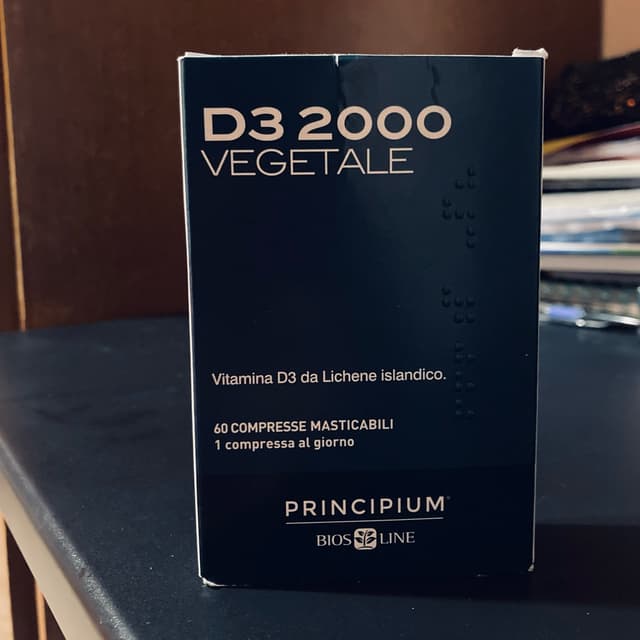 D3 2000
VEGETALE
Vitamina D3 da Lichene islandico.
60 COMPRESSE MASTICABILI
1 compressa al giorno
PRINCIPIUM®
BIOS LINE